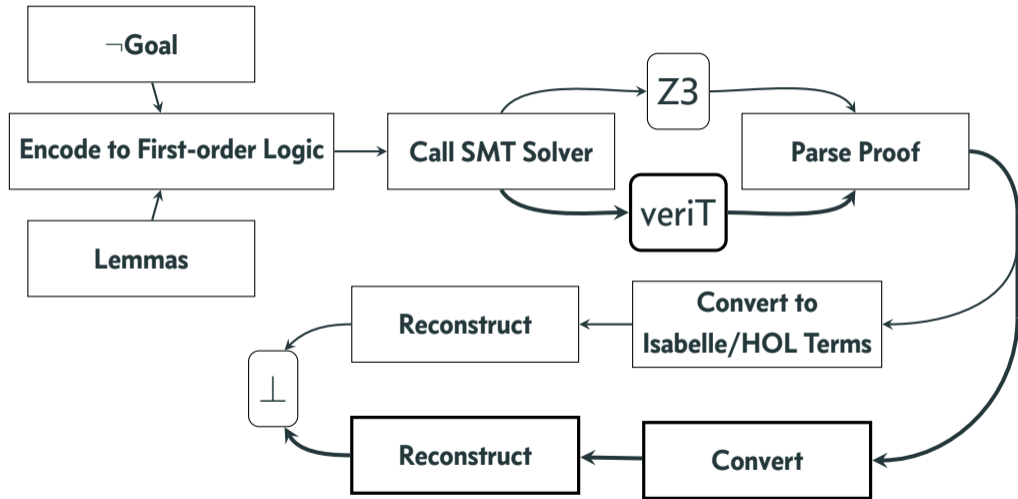 ¬Goal
Encode to First-order Logic
Lemmas
Call SMT Solver
Z3
veriT
Parse Proof
Convert to
Isabelle/HOL Terms
Reconstruct
⊥
Convert
Reconstruct